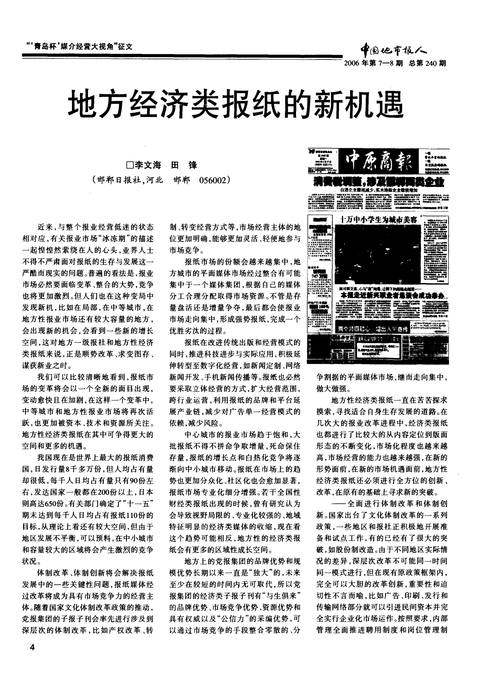 “‘青岛杯’媒介经营大视角”征文
中国地市报人
2006年第7—8期 总第240期
地方经济类报纸的新机遇
□李文海 田 锋
(邯郸日报社,河北 邯郸 056002)
近来,与整个报业经营低迷的状态
相对应,有关报业市场“冰冻期”的描述
一起惶惶然萦绕在人的心头,业界人士
不得不严肃面对报纸的生存与发展这一
严酷而现实的问题。普遍的看法是,报业
市场必然要面临变革、整合的大势,竞争
也将更加激烈。但人们也在这种变局中
发现新机,比如在局部,在中等城市,在
地方性报业市场还有较大容量的地方,
会出现新的机会,会看到一些新的增长
空间,这对地方一级报社和地方性经济
类报纸来说,正是顺势改革、求变图存、
谋获新业之时。
我们可以比较清晰地看到,报纸市
场的变革将会以一个全新的面目出现,
变动愈快且在加剧,在这样一个变革中,
中等城市和地方性报业市场将再次活
跃,也更加被资本、技术和资源所关注。
地方性经济类报纸在其中可争得更大的
空间和更多的机遇。
我国现在是世界上最大的报纸消费
国,日发行量8千多万份,但人均占有量
却很低,每千人日均占有量只有90份左
右,发达国家一般都在200份以上,日本
则高达650份。有关部门确定了“十一五”
期末达到每千人日均占有报纸110份的
目标,从理论上看还有较大空间,但由于
地区发展不平衡,可以预料,在中小城市
和容量较大的区域将会产生激烈的竞争
状况。
体制改革、体制创新将会解决报纸
发展中的一些关键性问题,报纸媒体经
过改革将成为具有市场竞争力的经营主
体。随着国家文化体制改革政策的推动,
党报集团的子报子刊会率先进行涉及到
深层次的体制改革,比如产权改革、转
制、转变经营方式等,市场经营主体的地
位更加明确,能够更加灵活、轻便地参与
市场竞争。
报纸市场的份额会越来越集中,地
方城市的平面媒体市场经过整合有可能
集中于一个媒体集团,根据自己的媒体
分工合理分配取得市场资源。不管是存
量盘活还是增量争夺,最后都会使报业
市场走向集中,形成强势报纸,完成一个
优胜劣汰的过程。
报纸在改进传统出版和经营模式的
同时,推进科技进步与实际应用,积极延
伸转型至数字化经营,如新闻定制、网络
新闻开发、手机新闻传播等。报纸也必然
要采取立体经营的方式,扩大经营范围、
跨行业运营,利用报纸的品牌和平台延
展产业链,减少对广告单一经营模式的
依赖,减少风险。
中心城市的报业市场趋于饱和,大
批报纸不得不拼命争取增量,死命保住
存量,报纸的增长点和白热化竞争将逐
渐向中小城市移动。报纸在市场上的趋
势也更加分众化、社区化也会愈加显著,
报纸市场专业化细分增强。若干全国性
财经类报纸出现的时候,曾有研究认为
会导致视野局限的、专业化较强的、地域
特征明显的经济类媒体的收缩,现在看
这个趋势可能相反,地方性的经济类报
纸会有更多的区域性成长空间。
地方上的党报集团的品牌优势和规
模优势长期以来一直是“独大”的,未来
至少在较短的时间内无可取代,所以党
报集团的经济类子报子刊有“与生俱来”
的品牌优势、市场竞争优势、资源优势和
具有权威以及“公信力”的采编优势,可
以通过市场竞争的手段整合零散的、分
中原商报
消费税调整,涉及邯郸两类企业
十万中小学生为城市美容
争割据的平面媒体市场,继而走向集中,
做大做强。
地方性经济类报纸一直在苦苦探求
摸索,寻找适合自身生存发展的道路。在
几次大的报业改革进程中,经济类报纸
也都进行了比较大的从内容定位到版面
形态的不断变化,市场化程度也越来越
高,市场经营的能力也越来越强,在新的
形势面前,在新的市场机遇面前,地方性
经济类报纸还必须进行全方位的创新、
改革,在原有的基础上寻求新的突破。
——全面进行体制改革和体制创
新。国家出台了文化体制改革的一系列
政策,一些地区和报社正积极地开展准
备和试点工作,有的已经有了很大的突
破,如股份制改造。由于不同地区实际情
况的差异,深层次改革不可能同一时间
同一模式进行,但在现有原政策框架内,
完全可以大胆的改革创新,重要性和迫
切性不言而喻,比如广告、印刷、发行和
传输网络部分就可以引进民间资本并完
全实行企业化市场运作。按照要求,内部
管理全面推进聘用制度和岗位管理制
4